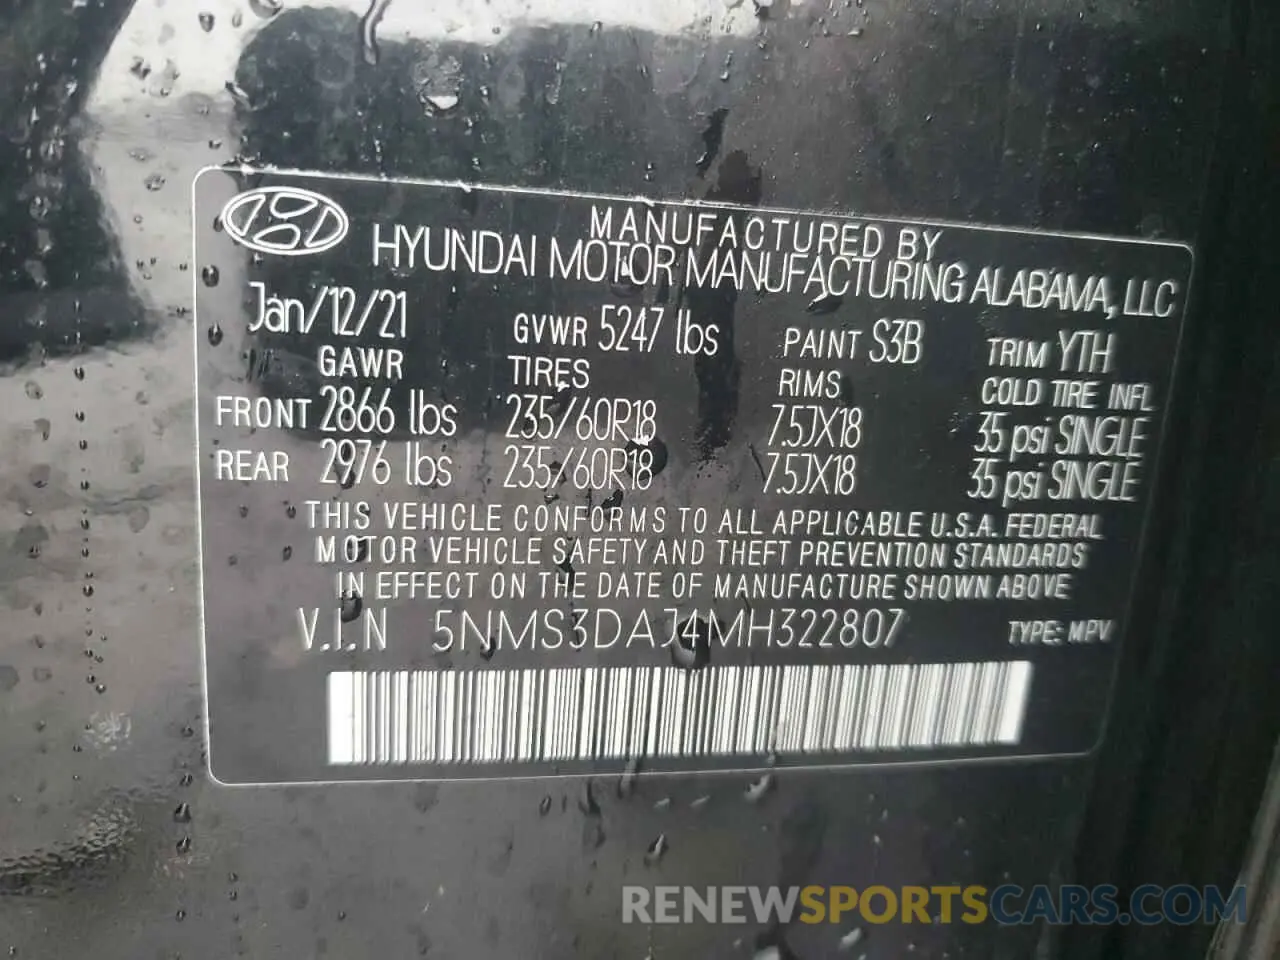 MANUFACTURED BY
HYUNDAI MOTOR MANUFACTURING ALABAMA, LLC
Jan/12/21 GVWR 5247 lbs PAINT S3B TRIM YTH
GAWR TIRES RIMS COLD TIRE INFL
FRONT 2866 lbs 235/60R18 7.5JX18 35 psi SINGLE
REAR 2976 lbs 235/60R18 7.5JX18 35 psi SINGLE
THIS VEHICLE CONFORMS TO ALL APPLICABLE U.S.A. FEDERAL
MOTOR VEHICLE SAFETY AND THEFT PREVENTION STANDARDS
IN EFFECT ON THE DATE OF MANUFACTURE SHOWN ABOVE
V.I.N 5NMS3DAJ4MH322807 TYPE: MPV
RENEWSPORTSCARS.COM